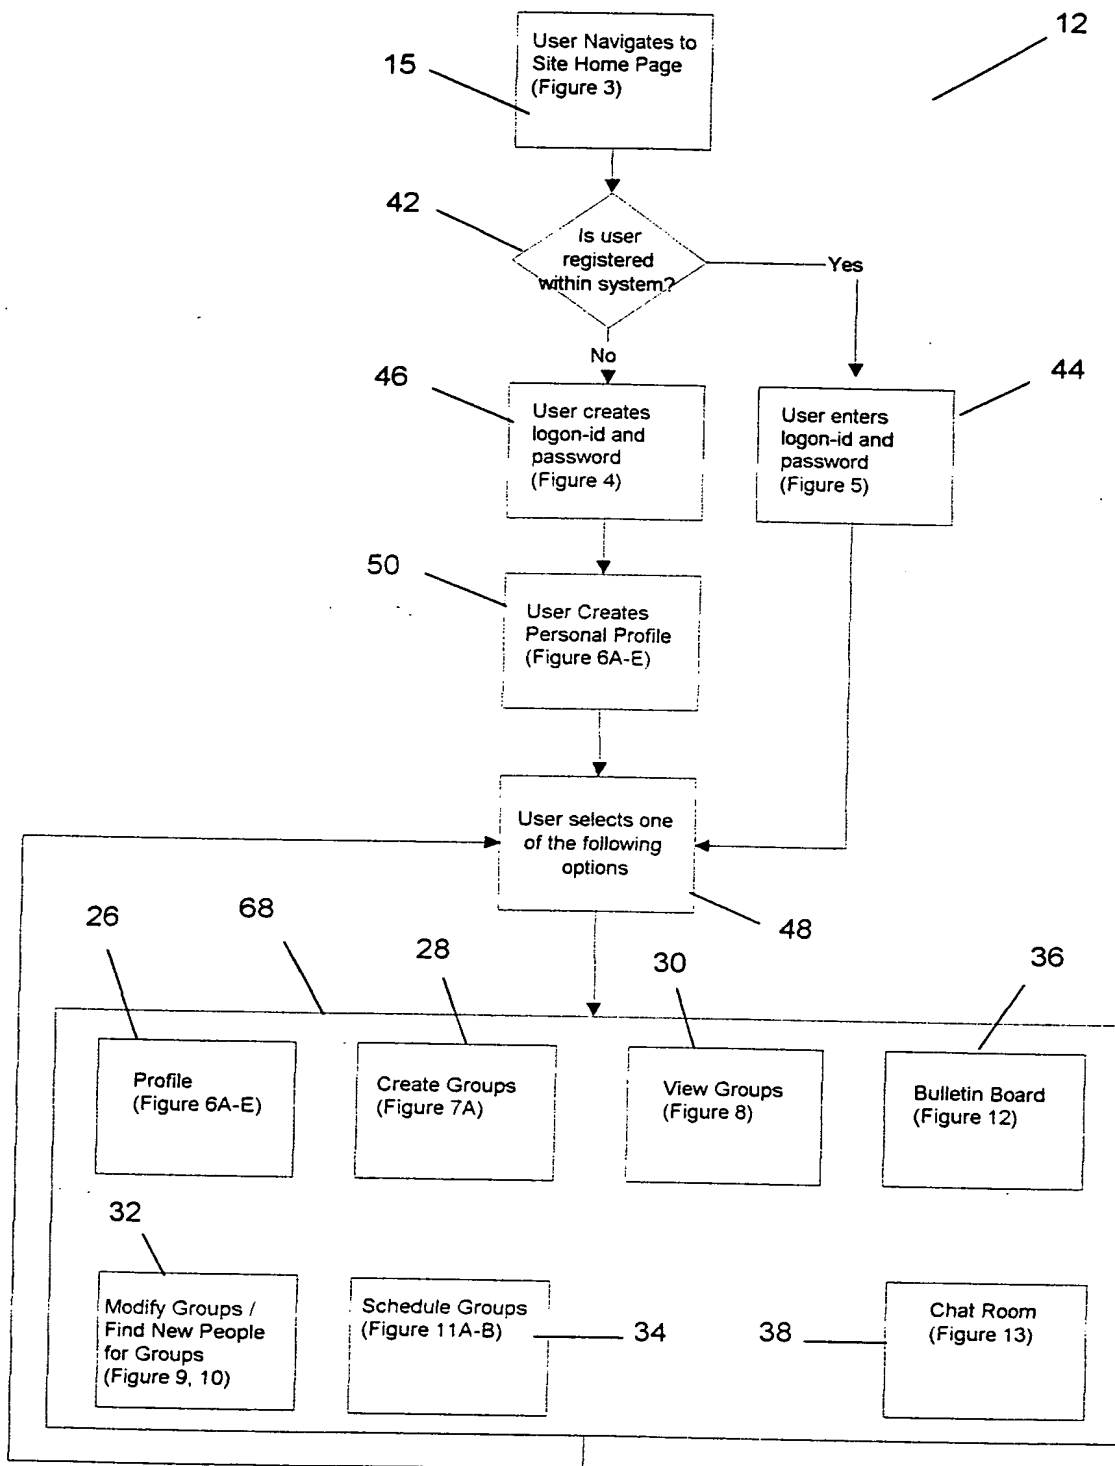 12
User Navigates to
Site Home Page
(Figure 3)
15
42
Is user
registered
within system?
Yes
No
46
User creates
logon-id and
password
(Figure 4)
44
User enters
logon-id and
password
(Figure 5)
50
User Creates
Personal Profile
(Figure 6A-E)
User selects one
of the following
options
48
68
26
28
30
36
Profile
(Figure 6A-E)
Create Groups
(Figure 7A)
View Groups
(Figure 8)
Bulletin Board
(Figure 12)
32
Modify Groups /
Find New People
for Groups
(Figure 9, 10)
Schedule Groups
(Figure 11A-B)
34
38
Chat Room
(Figure 13)